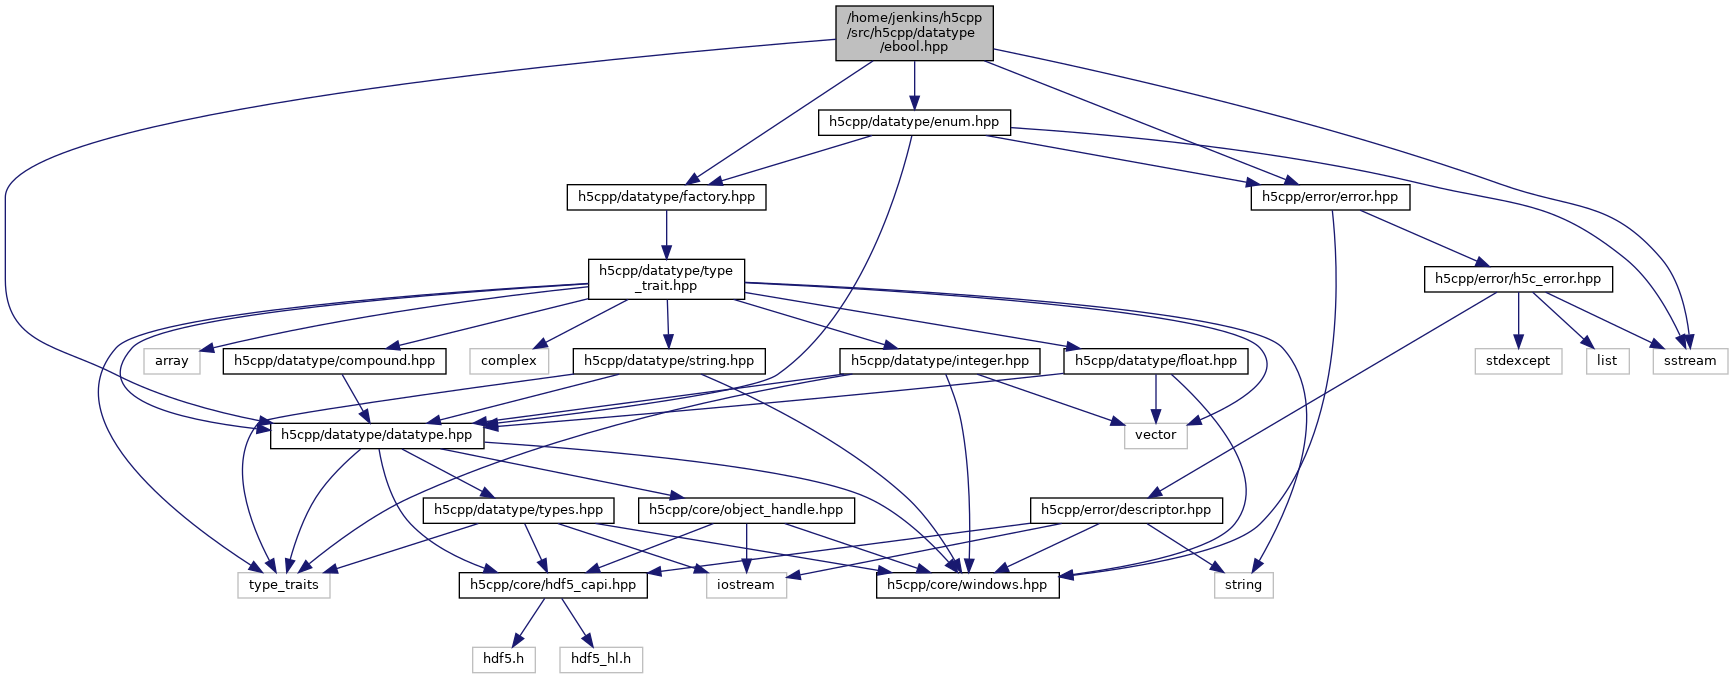 /home/jenkins/h5cpp
/src/h5cpp/datatype
/ebool.hpp
h5cpp/datatype/enum.hpp
h5cpp/datatype/factory.hpp
h5cpp/error/error.hpp
h5cpp/datatype/type
_trait.hpp
h5cpp/error/h5c_error.hpp
array
h5cpp/datatype/compound.hpp
complex
h5cpp/datatype/string.hpp
h5cpp/datatype/integer.hpp
h5cpp/datatype/float.hpp
stdexcept
list
sstream
h5cpp/datatype/datatype.hpp
vector
h5cpp/datatype/types.hpp
h5cpp/core/object_handle.hpp
h5cpp/error/descriptor.hpp
type_traits
h5cpp/core/hdf5_capi.hpp
iostream
h5cpp/core/windows.hpp
string
hdf5.h
hdf5_hl.h